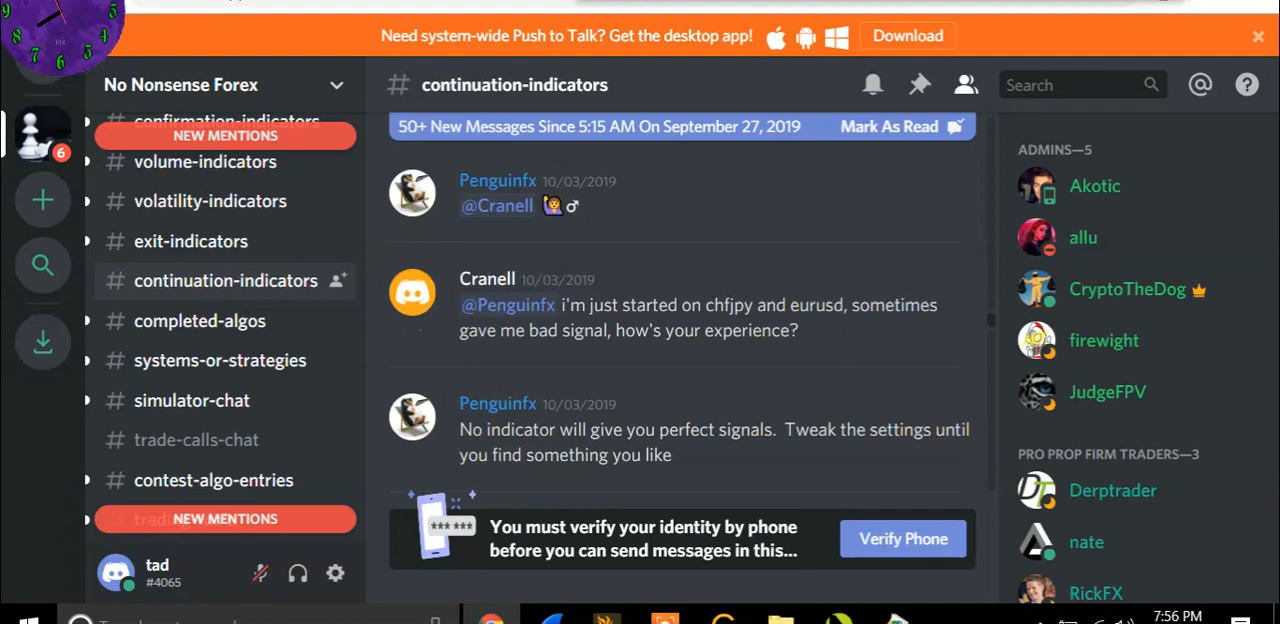 Need system-wide Push to Talk? Get the desktop app!
Download
No Nonsense Forex
confirmation-indicators
NEW MENTIONS
# volume-indicators
# volatility-indicators
# exit-indicators
# continuation-indicators
# completed-algos
# systems-or-strategies
# simulator-chat
# trade-calls-chat
# contest-algo-entries
NEW MENTIONS
6
tad
#4065
# continuation-indicators
Search
50+ New Messages Since 5:15 AM On September 27, 2019
Mark As Read
Penguinfx 10/03/2019
@Cranell 🙋♂
Cranell 10/03/2019
@Penguinfx i'm just started on chfjpy and eurusd, sometimes
gave me bad signal, how's your experience?
Penguinfx 10/03/2019
No indicator will give you perfect signals. Tweak the settings until
you find something you like
*** ***
You must verify your identity by phone
before you can send messages in this...
Verify Phone
ADMINS—5
Akotic
allu
CryptoTheDog
firewight
JudgeFPV
PRO PROP FIRM TRADERS—3
Derptrader
nate
RickFX
7:56 PM